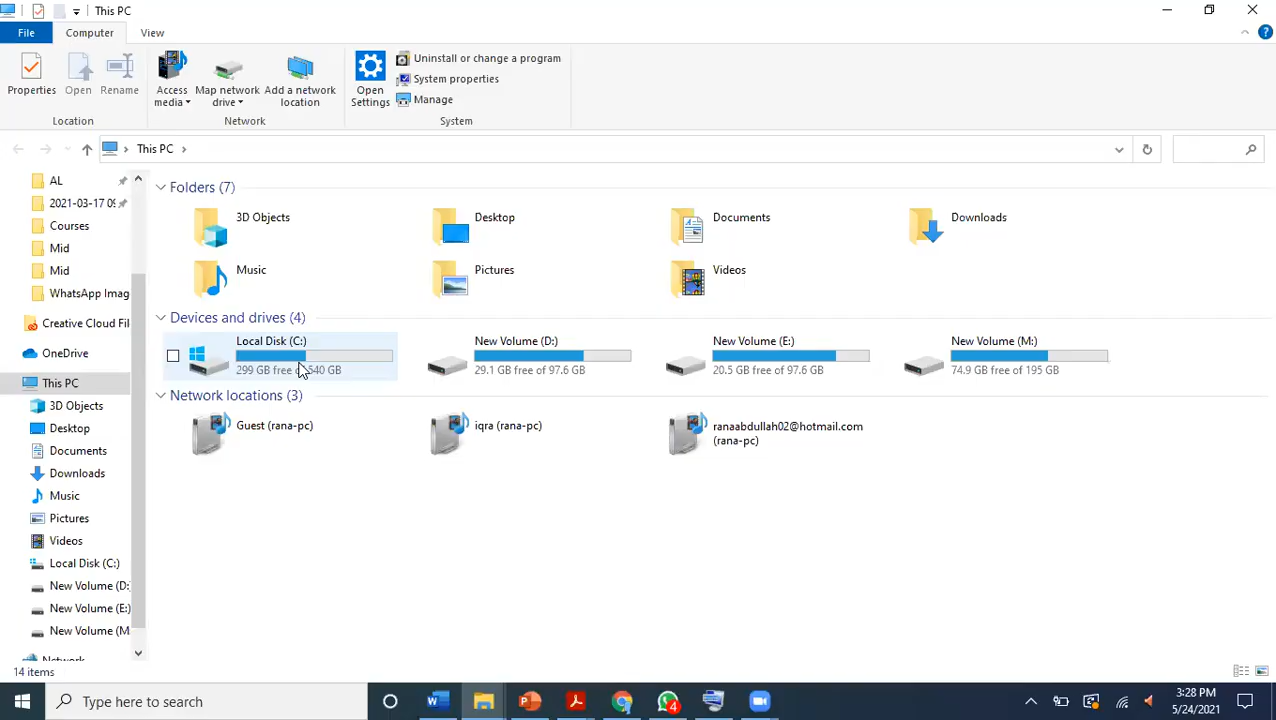 This PC
File
Computer
View
Properties
Open
Rename
Access media
Map network drive
Add a network location
Open Settings
Uninstall or change a program
System properties
Manage
Location
Network
System
This PC
AL
2021-03-17 09
Courses
Mid
Mid
WhatsApp Imag
Creative Cloud Fil
OneDrive
This PC
3D Objects
Desktop
Documents
Downloads
Music
Pictures
Videos
Local Disk (C:)
New Volume (D:
New Volume (E:)
New Volume (M
Folders (7)
3D Objects
Desktop
Documents
Downloads
Music
Pictures
Videos
Devices and drives (4)
Local Disk (C:)
299 GB free of 540 GB
New Volume (D:)
29.1 GB free of 97.6 GB
New Volume (E:)
20.5 GB free of 97.6 GB
New Volume (M:)
74.9 GB free of 195 GB
Network locations (3)
Guest (rana-pc)
iqra (rana-pc)
ranaabdullah02@hotmail.com
(rana-pc)
14 items
Type here to search
4
3:28 PM
5/24/2021